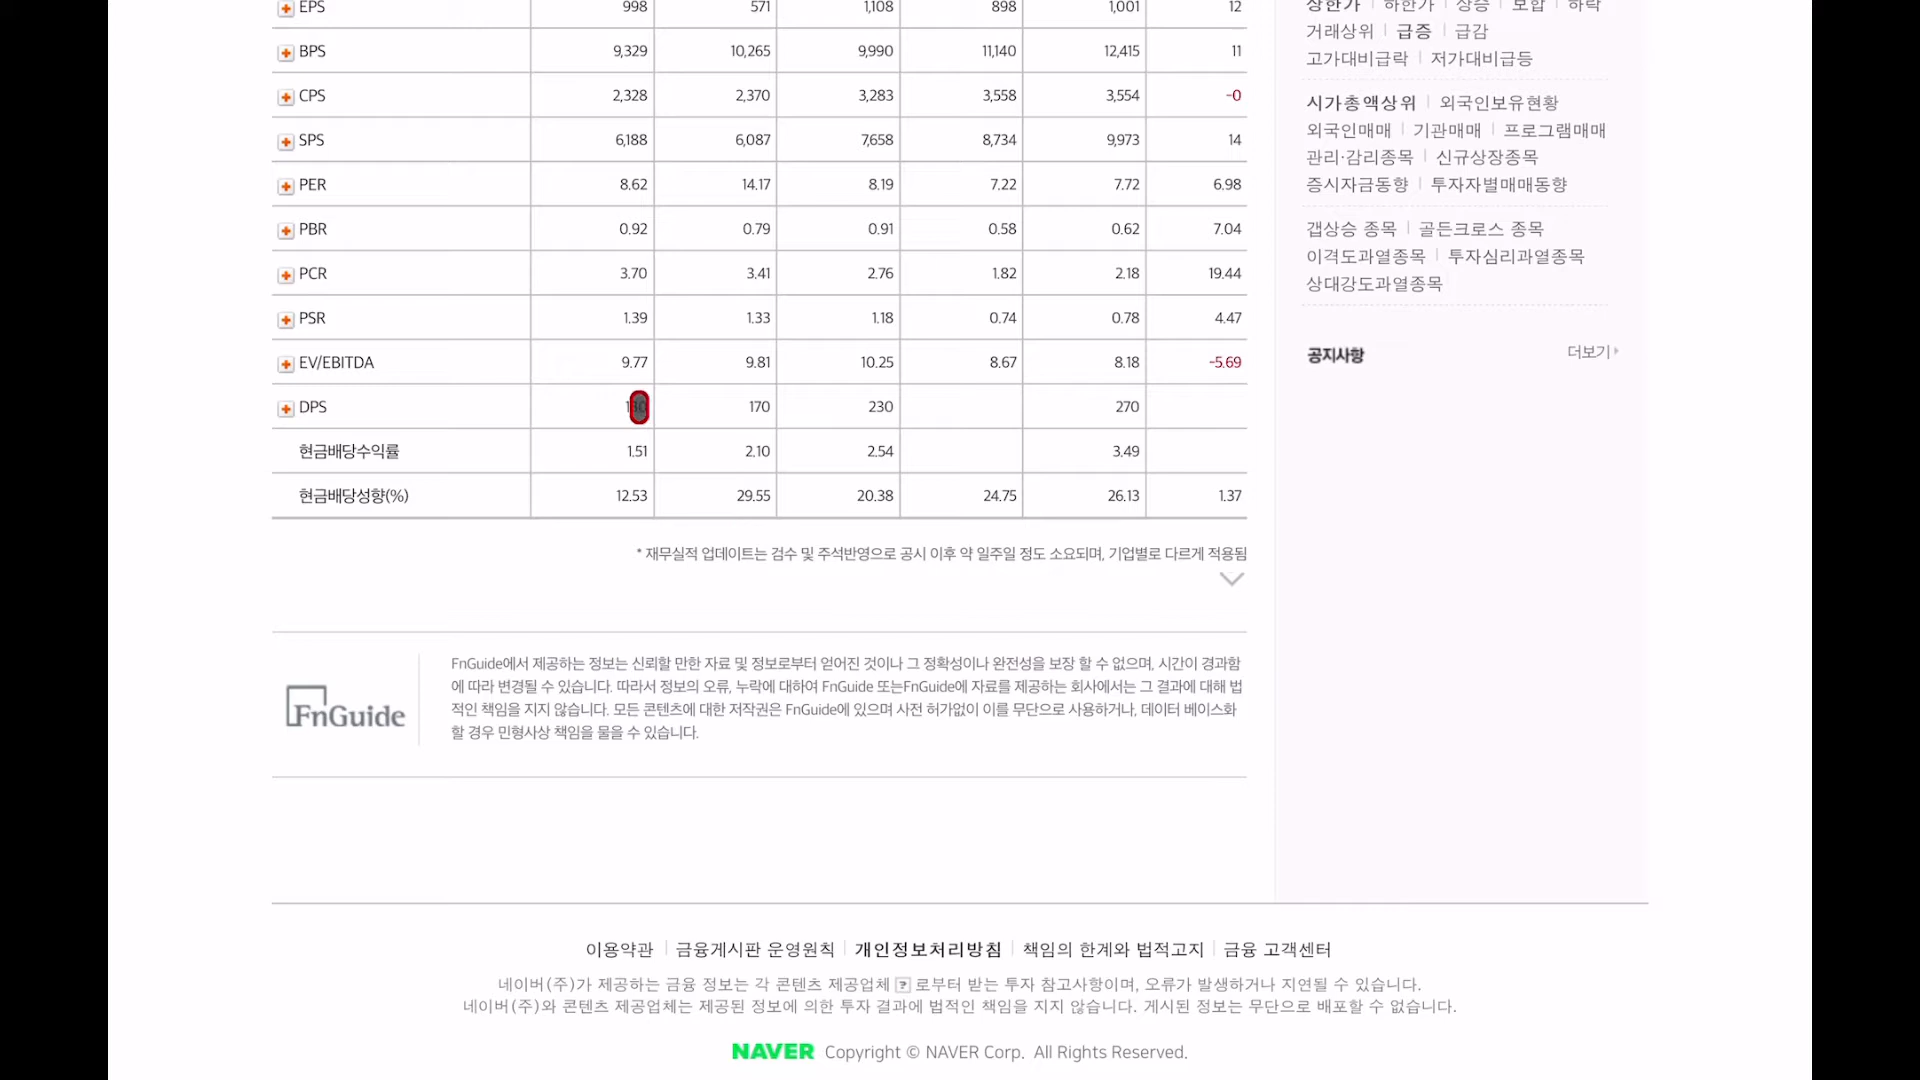 EPS 998 571 1,108 898 1,001 12
BPS 9,329 10,265 9,990 11,140 12,415 11
CPS 2,328 2,370 3,283 3,558 3,554 -0
SPS 6,188 6,087 7,658 8,734 9,973 14
PER 8.62 14.17 8.19 7.22 7.72 6.98
PBR 0.92 0.79 0.91 0.58 0.62 7.04
PCR 3.70 3.41 2.76 1.82 2.18 19.44
PSR 1.39 1.33 1.18 0.74 0.78 4.47
EV/EBITDA 9.77 9.81 10.25 8.67 8.18 -5.69
DPS 170 230 270
현금배당수익률 1.51 2.10 2.54 3.49
현금배당성향(%) 12.53 29.55 20.38 24.75 26.13 1.37
* 재무실적 업데이트는 검수 및 주석반영으로 공시 이후 약 일주일 정도 소요되며, 기업별로 다르게 적용됨
FnGuide
FnGuide에서 제공하는 정보는 신뢰할 만한 자료 및 정보로부터 얻어진 것이나 그 정확성이나 완전성을 보장 할 수 없으며, 시간이 경과함
에 따라 변경될 수 있습니다. 따라서 정보의 오류, 누락에 대하여 FnGuide 또는FnGuide에 자료를 제공하는 회사에서는 그 결과에 대해 법
적인 책임을 지지 않습니다. 모든 콘텐츠에 대한 저작권은 FnGuide에 있으며 사전 허가없이 이를 무단으로 사용하거나, 데이터 베이스화
할 경우 민형사상 책임을 물을 수 있습니다.
상한가 하한가 상승 보합 하락
거래상위 급증 급감
고가대비급락 저가대비급등
시가총액상위 외국인보유현황
외국인매매 기관매매 프로그램매매
관리·감리종목 신규상장종목
증시자금동향 투자자별매매동향
갭상승 종목 골든크로스 종목
이격도과열종목 투자심리과열종목
상대강도과열종목
공지사항 더보기
이용약관 금융게시판 운영원칙 개인정보처리방침 책임의 한계와 법적고지 금융 고객센터
네이버(주)가 제공하는 금융 정보는 각 콘텐츠 제공업체 ? 로부터 받는 투자 참고사항이며, 오류가 발생하거나 지연될 수 있습니다.
네이버(주)와 콘텐츠 제공업체는 제공된 정보에 의한 투자 결과에 법적인 책임을 지지 않습니다. 게시된 정보는 무단으로 배포할 수 없습니다.
NAVER Copyright © NAVER Corp. All Rights Reserved.